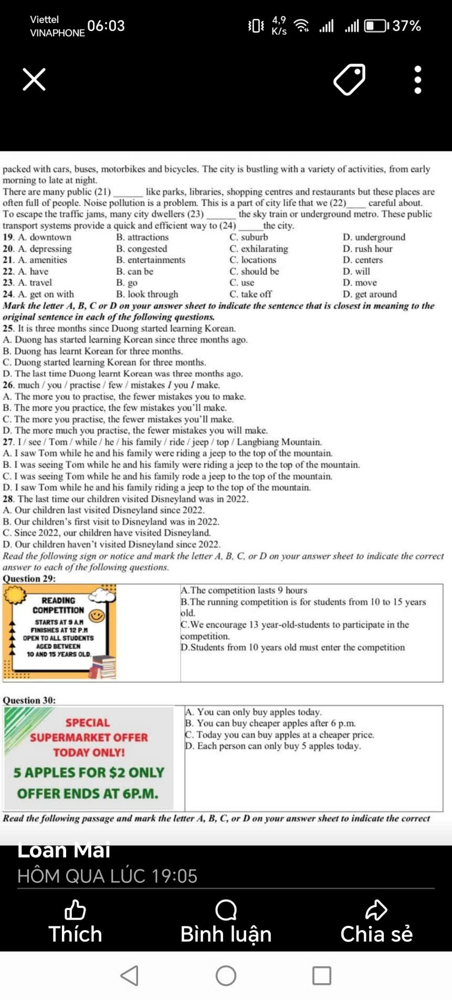 Viettel
VINAPHONE 06:03 4,9 K/s 37%
packed with cars, buses, motorbikes and bicycles. The city is bustling with a variety of activities, from early
morning to late at night.
There are many public (21) ______ like parks, libraries, shopping centres and restaurants but these places are
often full of people. Noise pollution is a problem. This is a part of city life that we (22)____ careful about.
To escape the traffic jams, many city dwellers (23) ______ the sky train or underground metro. These public
transport systems provide a quick and efficient way to (24) _____the city.
19. A. downtown B. attractions C. suburb D. underground
20. A. depressing B. congested C. exhilarating D. rush hour
21. A. amenities B. entertainments C. locations D. centers
22. A. have B. can be C. should be D. will
23. A. travel B. go C. use D. move
24. A. get on with B. look through C. take off D. get around
Mark the letter A, B, C or D on your answer sheet to indicate the sentence that is closest in meaning to the
original sentence in each of the following questions.
25. It is three months since Duong started learning Korean.
A. Duong has started learning Korean since three months ago.
B. Duong has learnt Korean for three months.
C. Duong started learning Korean for three months.
D. The last time Duong learnt Korean was three months ago.
26. much / you / practise / few / mistakes / you / make.
A. The more you to practise, the fewer mistakes you to make.
B. The more you practice, the few mistakes you'll make.
C. The more you practise, the fewer mistakes you'll make.
D. The more much you practise, the fewer mistakes you will make.
27. I / see / Tom / while / he / his family / ride / jeep / top / Langbiang Mountain.
A. I saw Tom while he and his family were riding a jeep to the top of the mountain.
B. I was seeing Tom while he and his family were riding a jeep to the top of the mountain.
C. I was seeing Tom while he and his family rode a jeep to the top of the mountain.
D. I saw Tom while he and his family riding a jeep to the top of the mountain.
28. The last time our children visited Disneyland was in 2022.
A. Our children last visited Disneyland since 2022.
B. Our children's first visit to Disneyland was in 2022.
C. Since 2022, our children have visited Disneyland.
D. Our children haven't visited Disneyland since 2022.
Read the following sign or notice and mark the letter A, B, C, or D on your answer sheet to indicate the correct
answer to each of the following questions.
Question 29:
READING
COMPETITION
STARTS AT 9 A.M
FINISHES AT 12 P.M
OPEN TO ALL STUDENTS
AGED BETWEEN
10 AND 15 YEARS OLD.
A.The competition lasts 9 hours
B.The running competition is for students from 10 to 15 years
old.
C.We encourage 13 year-old-students to participate in the
competition.
D.Students from 10 years old must enter the competition
Question 30:
SPECIAL
SUPERMARKET OFFER
TODAY ONLY!
5 APPLES FOR $2 ONLY
OFFER ENDS AT 6P.M.
A. You can only buy apples today.
B. You can buy cheaper apples after 6 p.m.
C. Today you can buy apples at a cheaper price.
D. Each person can only buy 5 apples today.
Read the following passage and mark the letter A, B, C, or D on your answer sheet to indicate the correct
Loan Mai
HÔM QUA LÚC 19:05
Thích Bình luận Chia sẻ